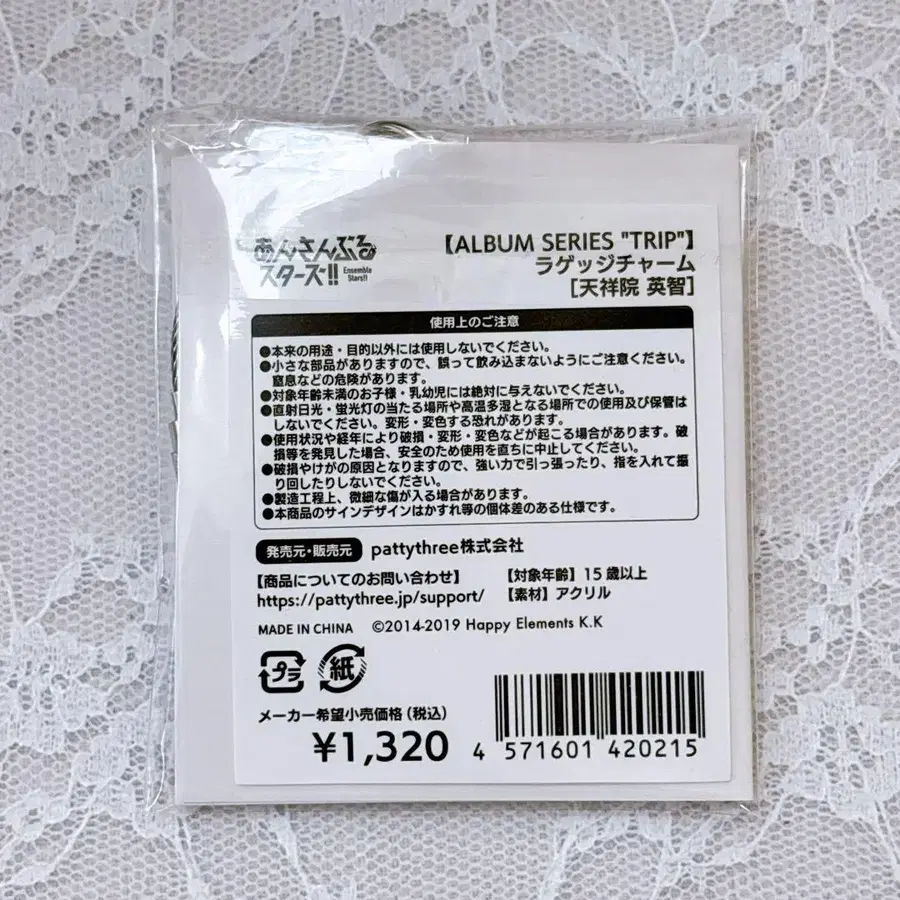 あんさんぶる
スターズ!!
Ensemble
Stars!!
【ALBUM SERIES "TRIP"】
ラゲッジチャーム
[天祥院 英智]
使用上のご注意
●本来の用途・目的以外には使用しないでください。
●小さな部品がありますので、誤って飲み込まないようにご注意ください。
窒息などの危険があります。
●対象年齢未満のお子様・乳幼児には絶対に与えないでください。
●直射日光・蛍光灯の当たる場所や高温多湿となる場所での使用及び保管は
しないでください。変形・変色する恐れがあります。
●使用状況や経年により破損・変形・変色などが起こる場合があります。破
損等を発見した場合、安全のため使用を直ちに中止してください。
●破損やけがの原因となりますので、強い力で引っ張ったり、指を入れて振
り回したりしないでください。
●製造工程上、微細な傷が入る場合があります。
●本商品のサインデザインはかすれ等の個体差のある仕様です。
発売元・販売元 pattythree株式会社
【商品についてのお問い合わせ】 【対象年齢】15歳以上
https://pattythree.jp/support/ 【素材】アクリル
MADE IN CHINA ©2014-2019 Happy Elements K.K
プラ 紙
メーカー希望小売価格(税込)
¥1,320
4 571601 420215